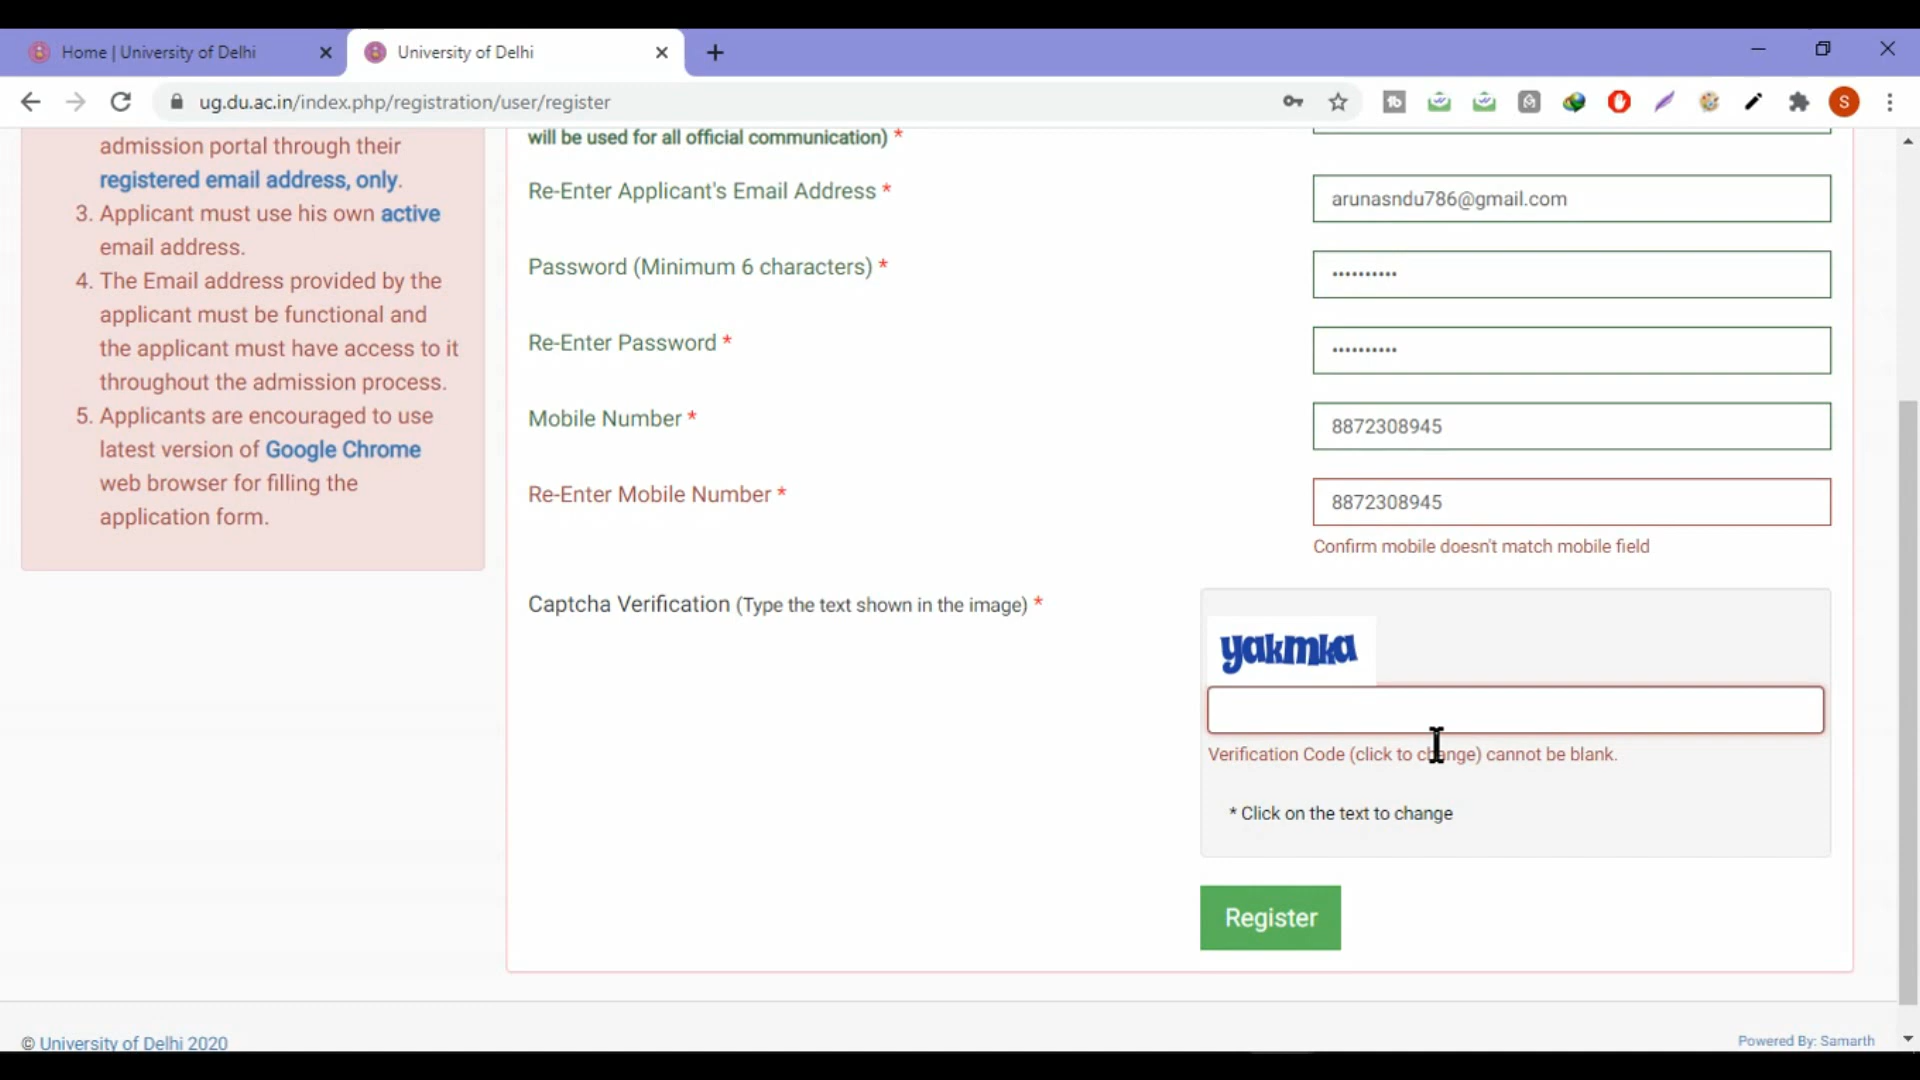 Home | University of Delhi
University of Delhi
ug.du.ac.in/index.php/registration/user/register
S
admission portal through their
registered email address, only.
3. Applicant must use his own active
email address.
4. The Email address provided by the
applicant must be functional and
the applicant must have access to it
throughout the admission process.
5. Applicants are encouraged to use
latest version of Google Chrome
web browser for filling the
application form.
will be used for all official communication) *
Re-Enter Applicant's Email Address *
arunasndu786@gmail.com
Password (Minimum 6 characters) *
••••••••••
Re-Enter Password *
••••••••••
Mobile Number *
8872308945
Re-Enter Mobile Number *
8872308945
Confirm mobile doesn't match mobile field
Captcha Verification (Type the text shown in the image) *
yakmka
Verification Code (click to change) cannot be blank.
* Click on the text to change
Register
© University of Delhi 2020
Powered By: Samarth